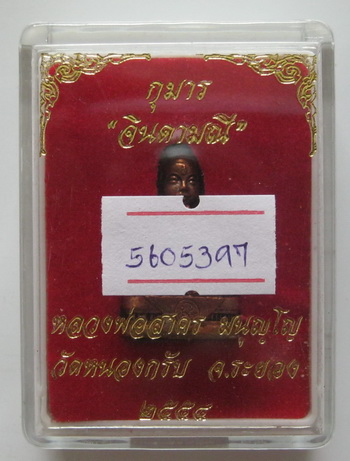 กุมาร
"จินดามณี"
5605397
หลวงพ่อสาคร มนุญโญ
วัดหนองกรับ จ.ระยอง
๒๕๕๔